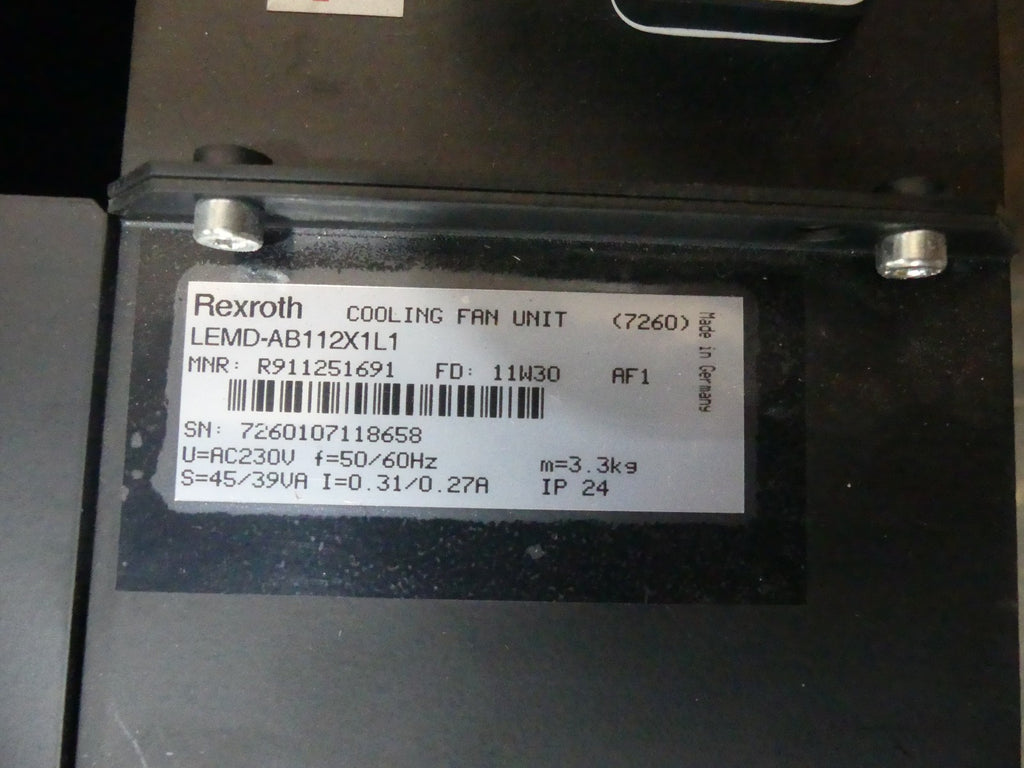 Rexroth COOLING FAN UNIT (7260)
LEMD-AB112X1L1
MNR: R911251691 FD: 11W30 AF1
SN: 7260107118658
U=AC230V f=50/60Hz m=3.3kg
S=45/39VA I=0.31/0.27A IP 24
Made in Germany